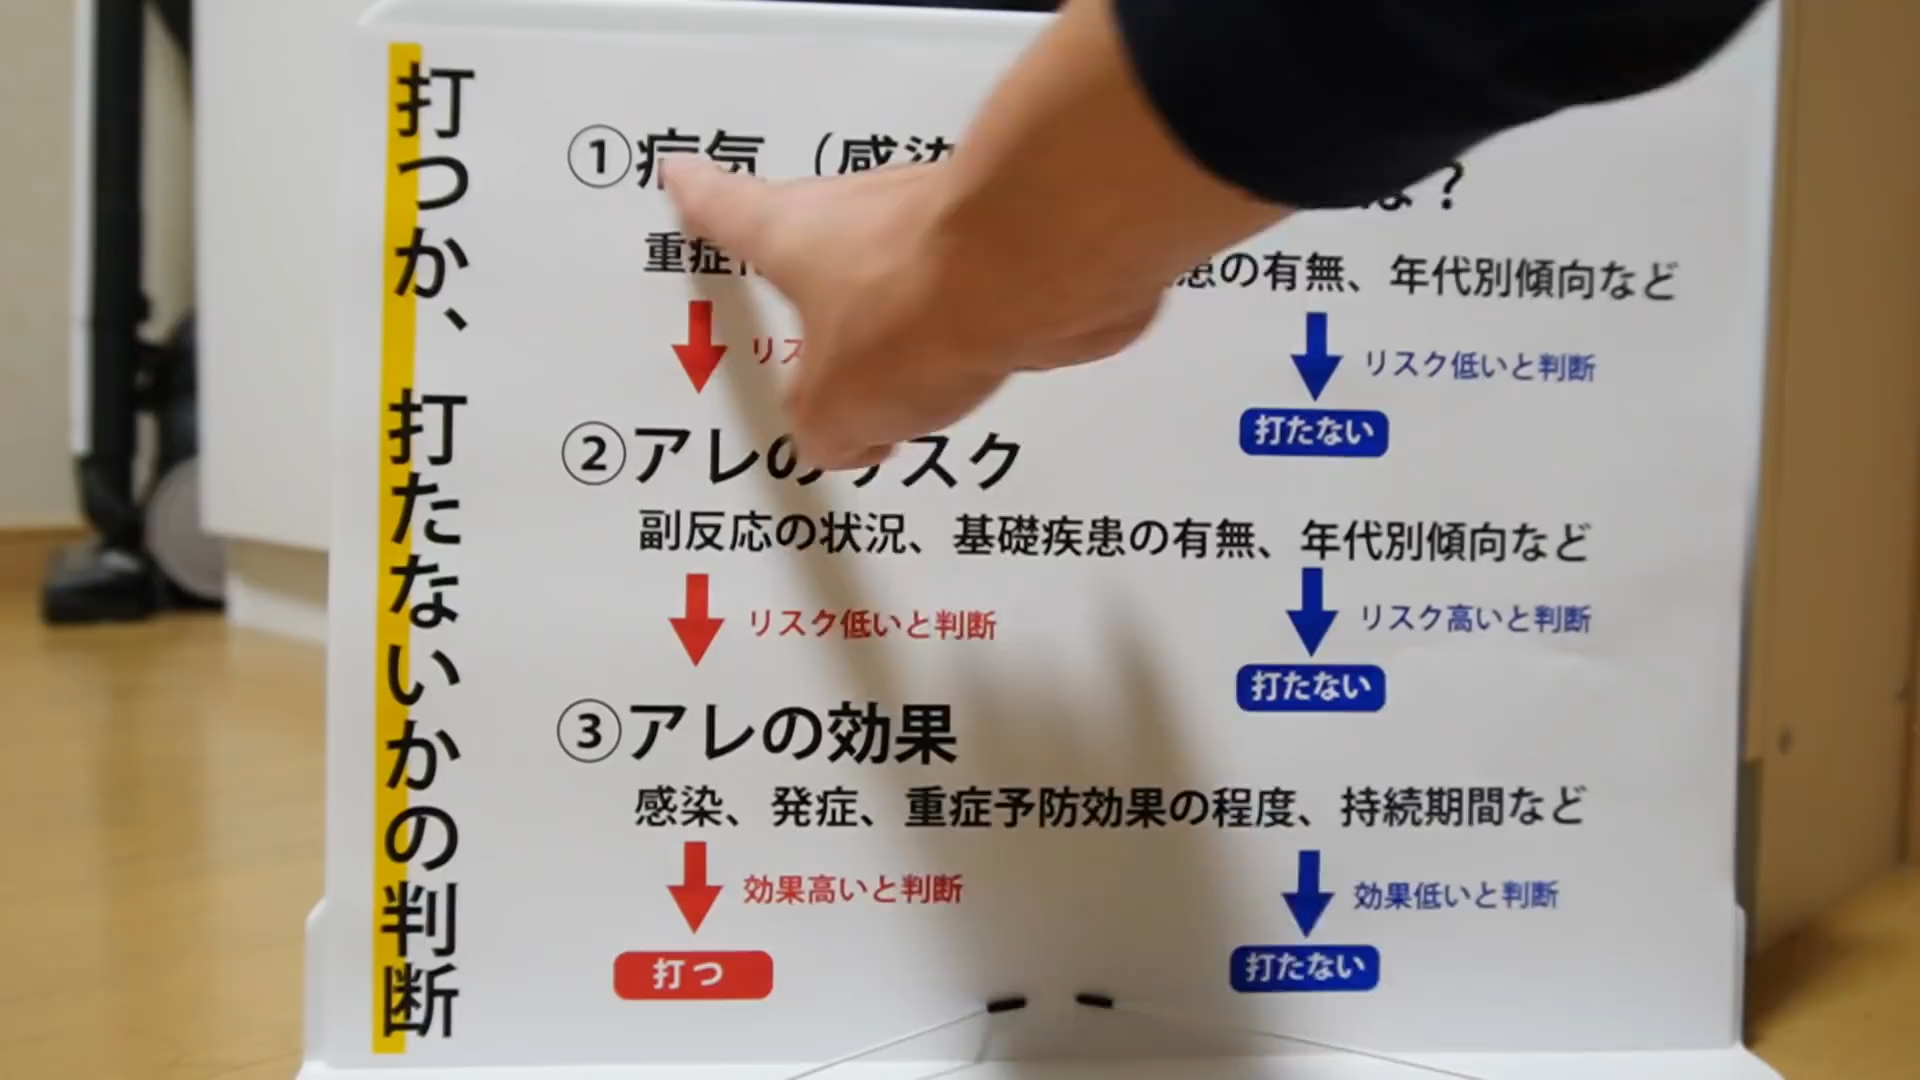 打つか、打たないかの判断
①病気（感染 は？
重症 患の有無、年代別傾向など
リス
リスク低いと判断
打たない
②アレのリスク
副反応の状況、基礎疾患の有無、年代別傾向など
リスク低いと判断
リスク高いと判断
打たない
③アレの効果
感染、発症、重症予防効果の程度、持続期間など
効果高いと判断
効果低いと判断
打つ
打たない